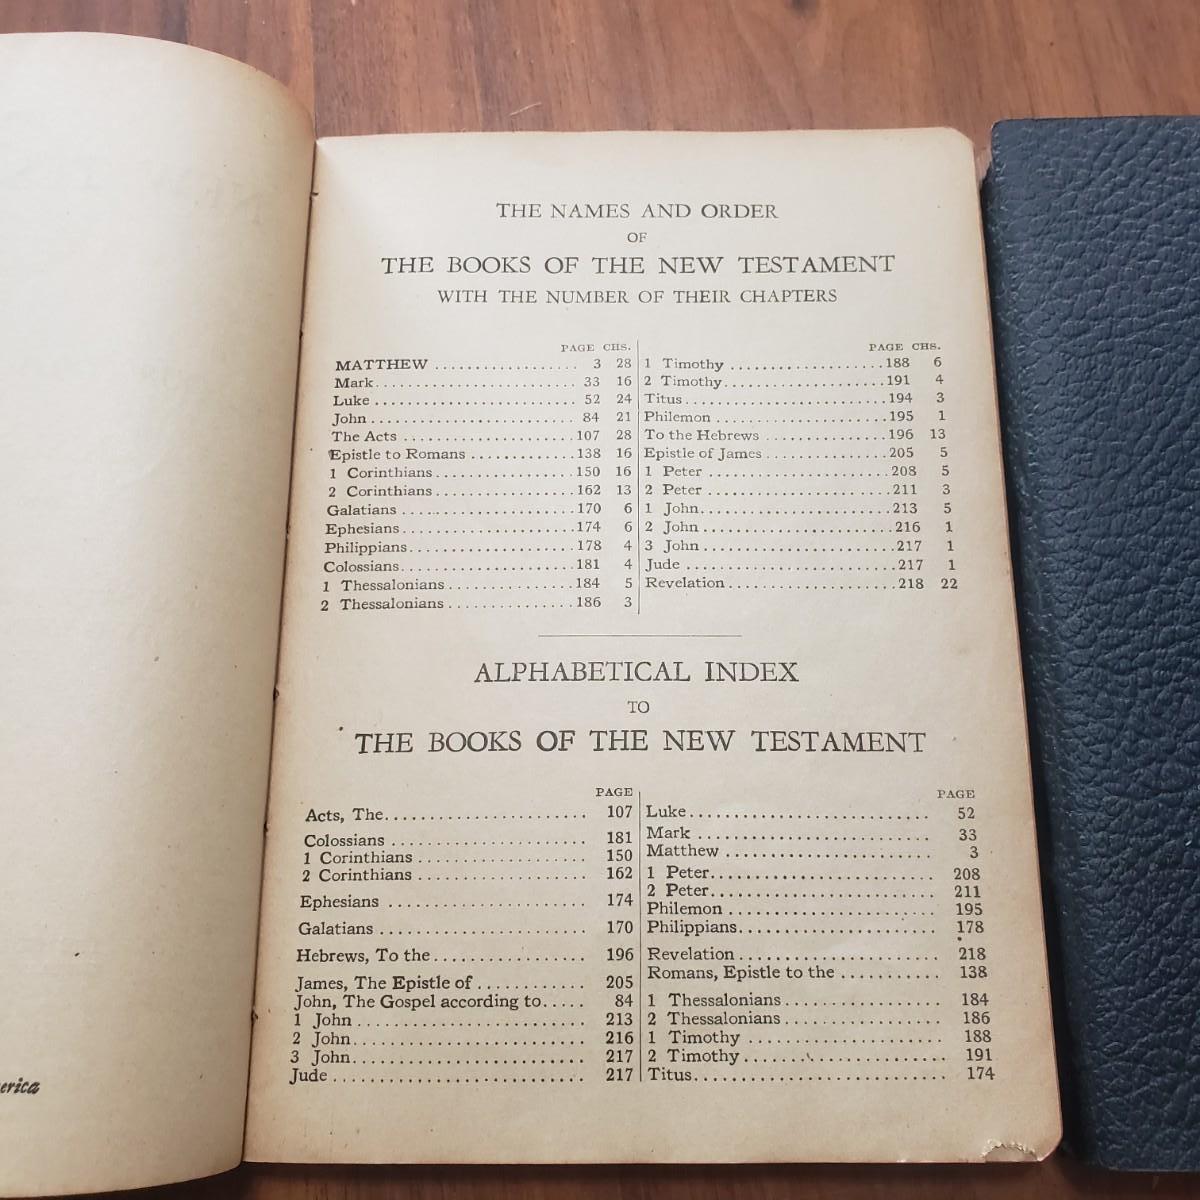 THE NAMES AND ORDER
OF
THE BOOKS OF THE NEW TESTAMENT
WITH THE NUMBER OF THEIR CHAPTERS
PAGE CHS.
MATTHEW .................. 3 28
Mark.......................... 33 16
Luke .......................... 52 24
John .......................... 84 21
The Acts ...................... 107 28
Epistle to Romans ............. 138 16
1 Corinthians.................. 150 16
2 Corinthians.................. 162 13
Galatians ..................... 170 6
Ephesians...................... 174 6
Philippians.................... 178 4
Colossians..................... 181 4
1 Thessalonians................ 184 5
2 Thessalonians................ 186 3
PAGE CHS.
1 Timothy .................... 188 6
2 Timothy..................... 191 4
Titus......................... 194 3
Philemon ..................... 195 1
To the Hebrews ............... 196 13
Epistle of James ............. 205 5
1 Peter ...................... 208 5
2 Peter ...................... 211 3
1 John........................ 213 5
2 John ....................... 216 1
3 John ....................... 217 1
Jude ......................... 217 1
Revelation.................... 218 22
ALPHABETICAL INDEX
TO
THE BOOKS OF THE NEW TESTAMENT
PAGE
Acts, The....................... 107
Colossians ..................... 181
1 Corinthians .................. 150
2 Corinthians .................. 162
Ephesians ...................... 174
Galatians ...................... 170
Hebrews, To the................. 196
James, The Epistle of ........... 205
John, The Gospel according to..... 84
1 John ......................... 213
2 John.......................... 216
3 John.......................... 217
Jude ........................... 217
PAGE
Luke........................... 52
Mark .......................... 33
Matthew ....................... 3
1 Peter........................ 208
2 Peter........................ 211
Philemon ...................... 195
Philippians.................... 178
Revelation .................... 218
Romans, Epistle to the .......... 138
1 Thessalonians................ 184
2 Thessalonians................ 186
1 Timothy ..................... 188
2 Timothy...................... 191
Titus.......................... 174
erica